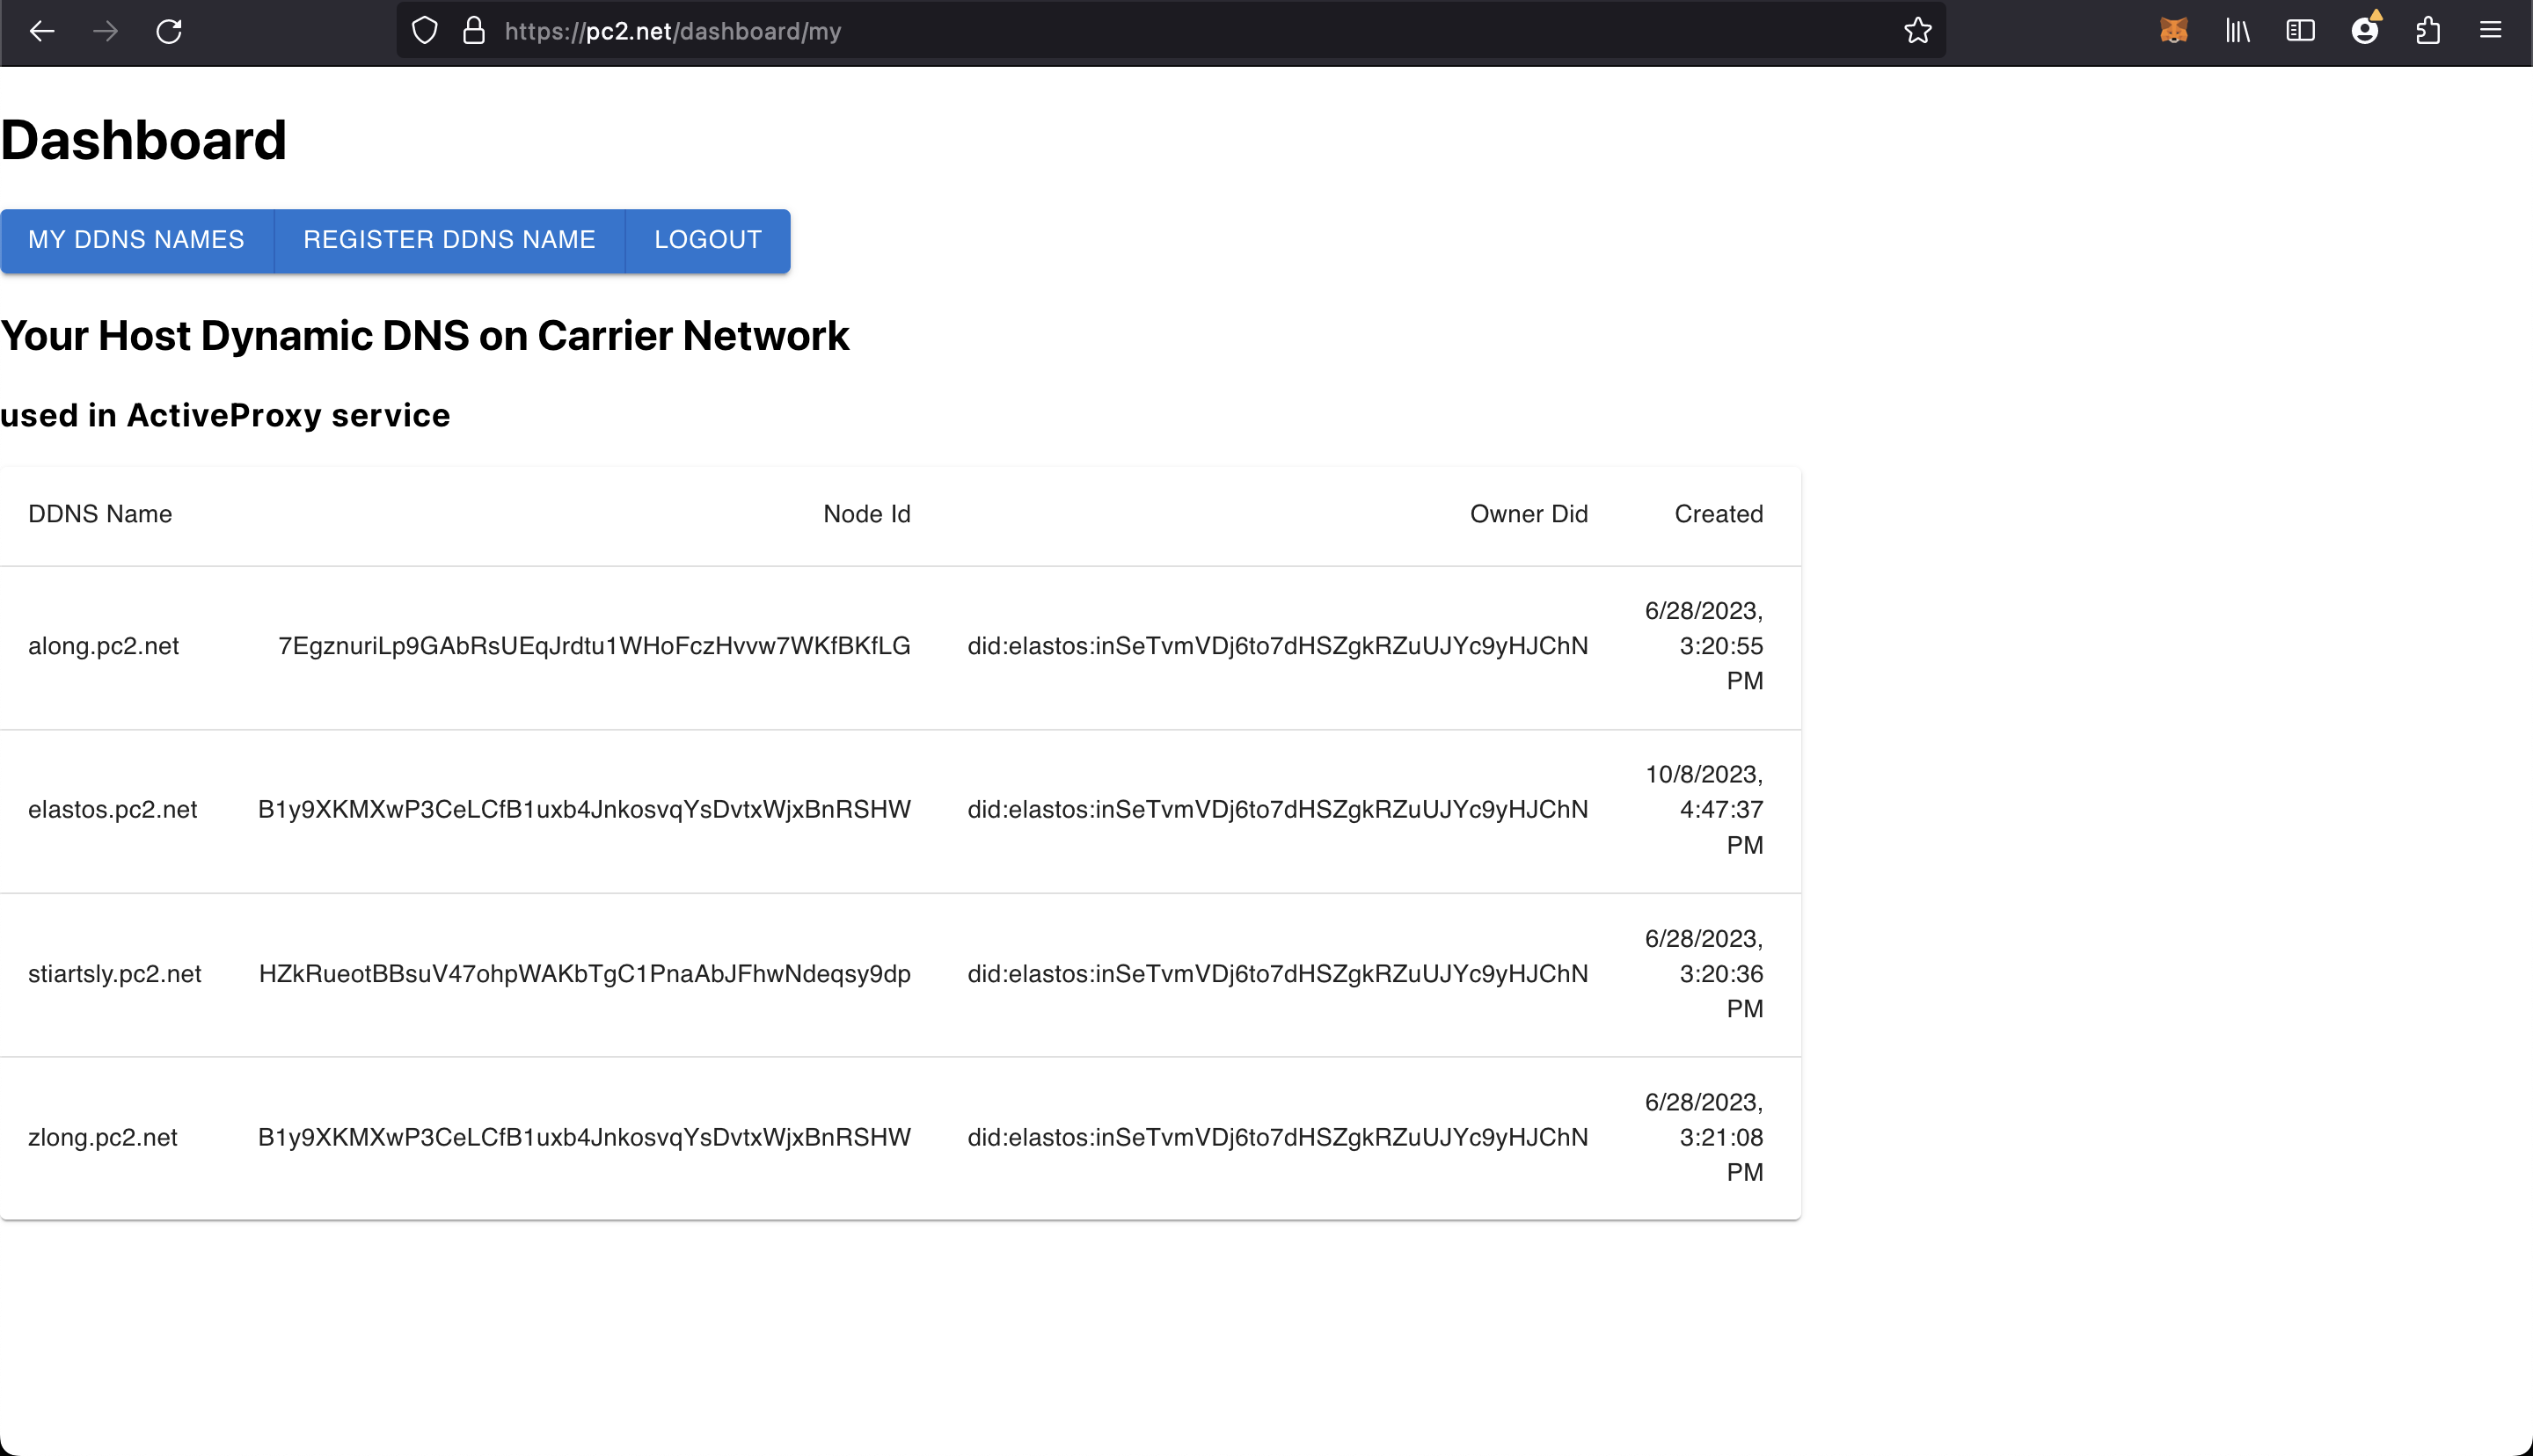 https://pc2.net/dashboard/my
Dashboard
MY DDNS NAMES REGISTER DDNS NAME LOGOUT
Your Host Dynamic DNS on Carrier Network
used in ActiveProxy service
DDNS Name Node Id Owner Did Created
along.pc2.net 7EgznuriLp9GAbRsUEqJrdtu1WHoFczHvvw7WKfBKfLG did:elastos:inSeTvmVDj6to7dHSZgkRZuUJYc9yHJChN 6/28/2023,
3:20:55
PM
elastos.pc2.net B1y9XKMXwP3CeLCfB1uxb4JnkosvqYsDvtxWjxBnRSHW did:elastos:inSeTvmVDj6to7dHSZgkRZuUJYc9yHJChN 10/8/2023,
4:47:37
PM
stiartsly.pc2.net HZkRueotBBsuV47ohpWAKbTgC1PnaAbJFhwNdeqsy9dp did:elastos:inSeTvmVDj6to7dHSZgkRZuUJYc9yHJChN 6/28/2023,
3:20:36
PM
zlong.pc2.net B1y9XKMXwP3CeLCfB1uxb4JnkosvqYsDvtxWjxBnRSHW did:elastos:inSeTvmVDj6to7dHSZgkRZuUJYc9yHJChN 6/28/2023,
3:21:08
PM